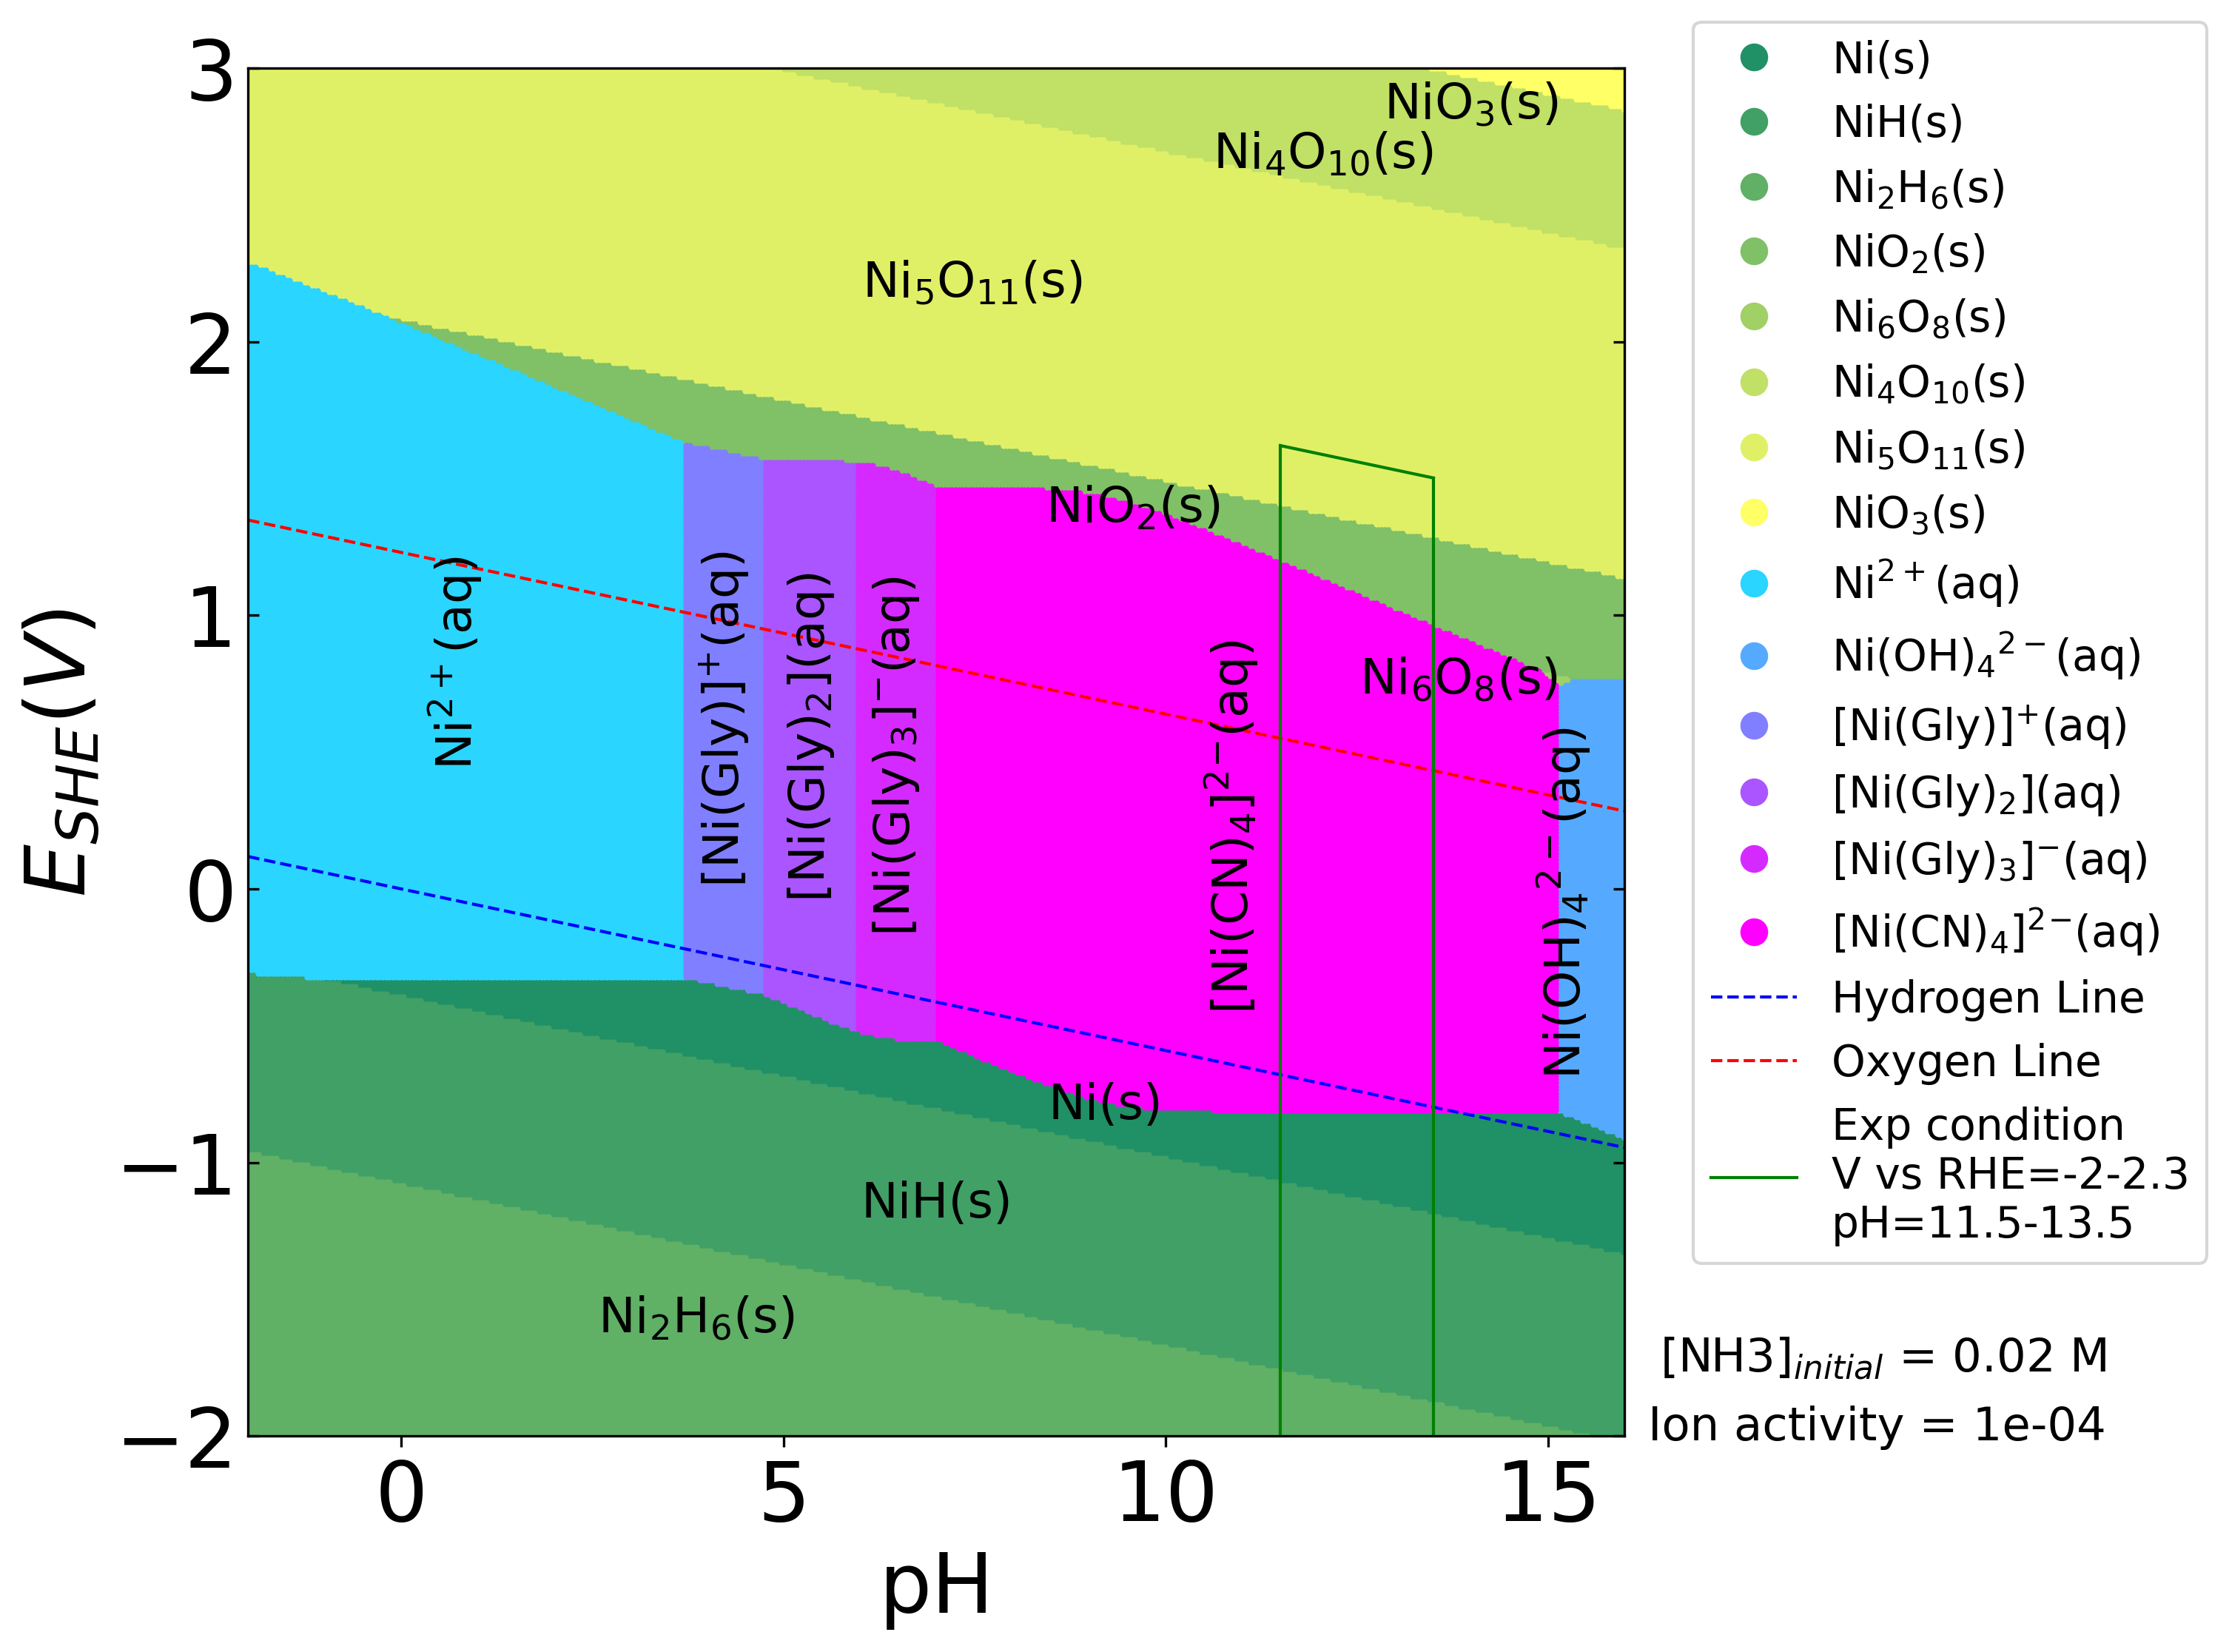 3
2
1
0
−1
−2
E_SHE(V)
0
5
10
15
pH
NiO₃(s)
Ni₄O₁₀(s)
Ni₅O₁₁(s)
NiO₂(s)
Ni₆O₈(s)
Ni²⁺(aq)
[Ni(Gly)]⁺(aq)
[Ni(Gly)₂](aq)
[Ni(Gly)₃]⁻(aq)
[Ni(CN)₄]²⁻(aq)
Ni(OH)₄²⁻(aq)
Ni(s)
NiH(s)
Ni₂H₆(s)
Ni(s)
NiH(s)
Ni₂H₆(s)
NiO₂(s)
Ni₆O₈(s)
Ni₄O₁₀(s)
Ni₅O₁₁(s)
NiO₃(s)
Ni²⁺(aq)
Ni(OH)₄²⁻(aq)
[Ni(Gly)]⁺(aq)
[Ni(Gly)₂](aq)
[Ni(Gly)₃]⁻(aq)
[Ni(CN)₄]²⁻(aq)
Hydrogen Line
Oxygen Line
Exp condition
V vs RHE=-2-2.3
pH=11.5-13.5
[NH3]_initial = 0.02 M
Ion activity = 1e-04